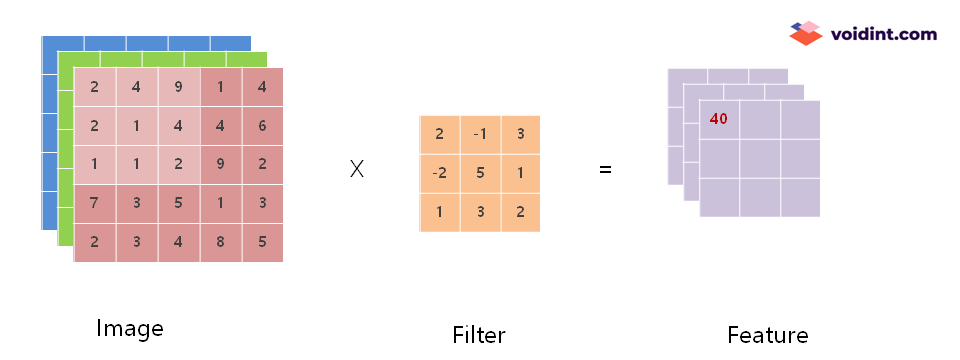 voidint.com
2 4 9 1 4
2 1 4 4 6
1 1 2 9 2
7 3 5 1 3
2 3 4 8 5
X
2 -1 3
-2 5 1
1 3 2
=
40
Image
Filter
Feature